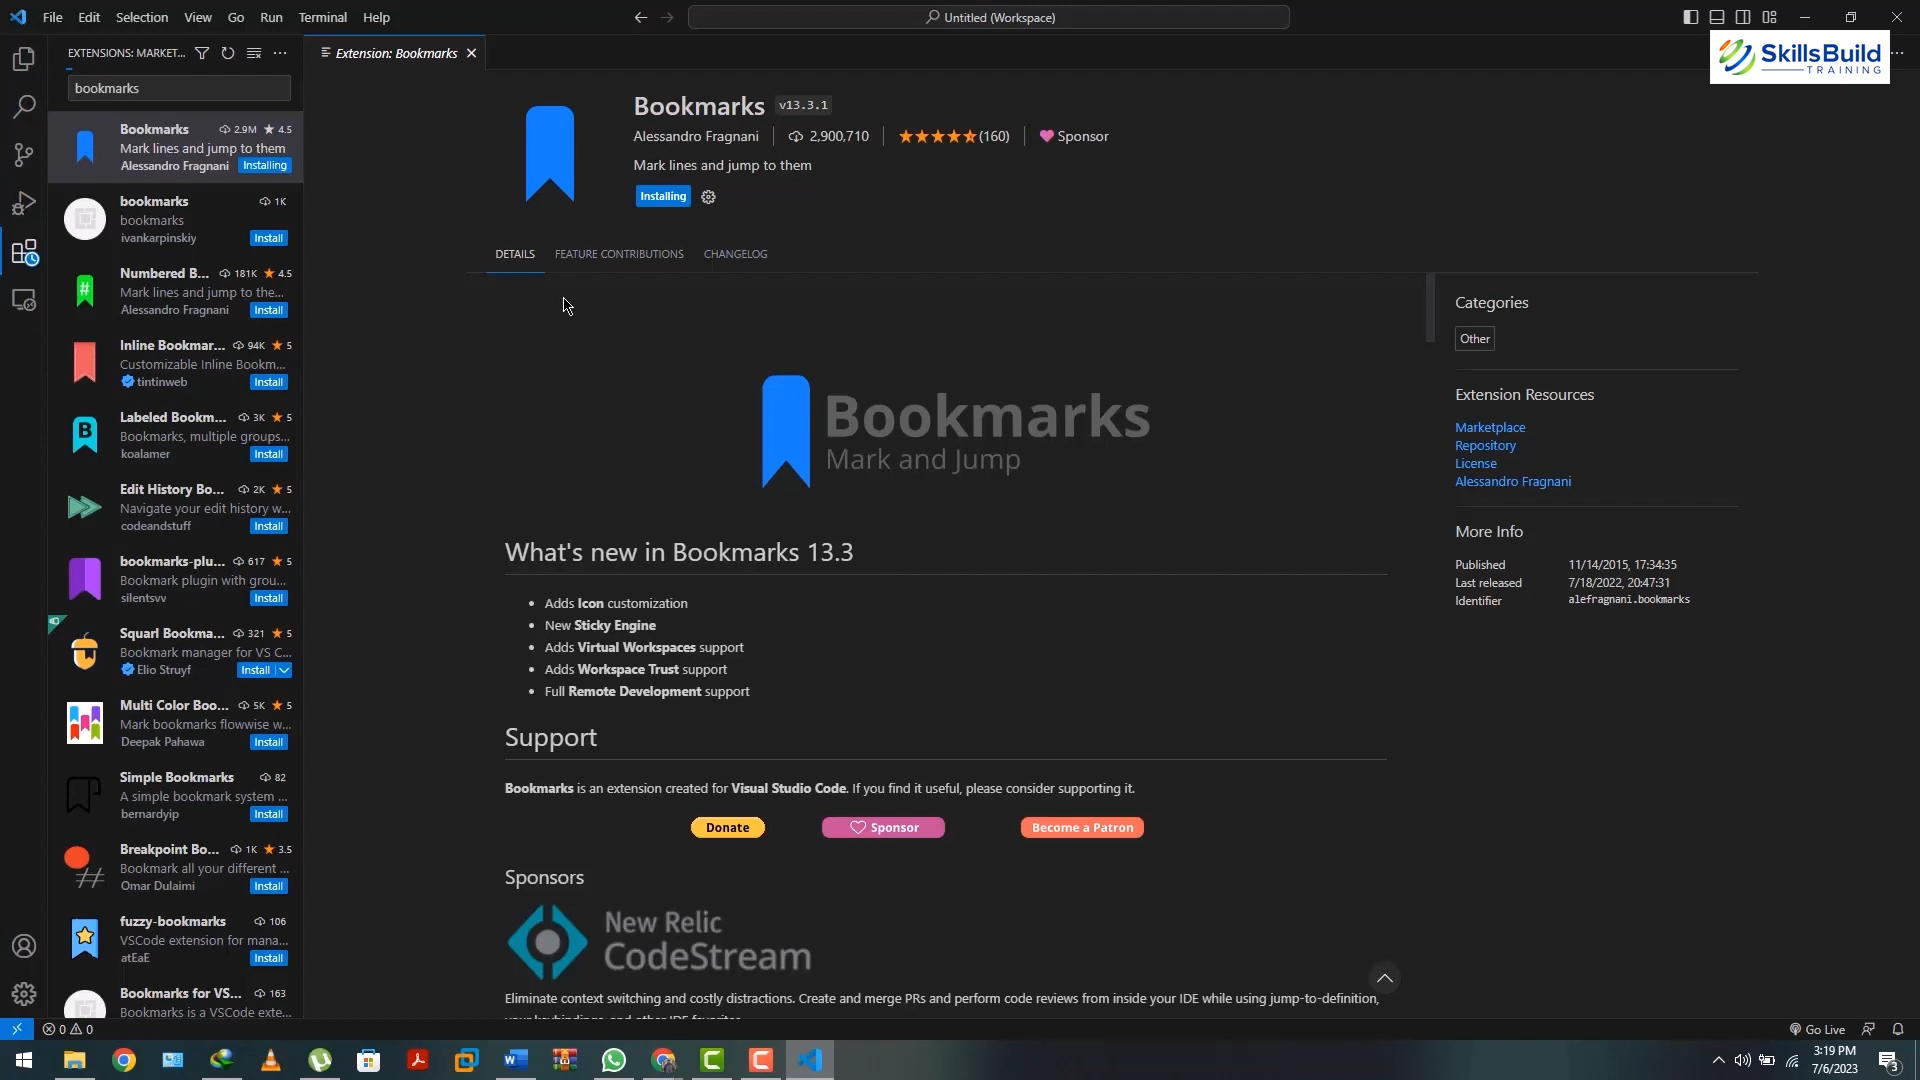 File Edit Selection View Go Run Terminal Help
Untitled (Workspace)
SkillsBuild
TRAINING
EXTENSIONS: MARKET...
bookmarks
Bookmarks 2.9M 4.5
Mark lines and jump to them
Alessandro Fragnani Installing
bookmarks 1K
bookmarks
ivankarpinskiy Install
Numbered B... 181K 4.5
Mark lines and jump to the...
Alessandro Fragnani Install
Inline Bookmar... 94K 5
Customizable Inline Bookm...
tintinweb Install
Labeled Bookm... 3K 5
Bookmarks, multiple groups...
koalamer Install
Edit History Bo... 2K 5
Navigate your edit history w...
codeandstuff Install
bookmarks-plu... 617 5
Bookmark plugin with grou...
silentsvv Install
Squarl Bookma... 321 5
Bookmark manager for VS C...
Elio Struyf Install
Multi Color Boo... 5K 5
Mark bookmarks flowwise w...
Deepak Pahawa Install
Simple Bookmarks 82
A simple bookmark system ...
bernardyip Install
Breakpoint Bo... 1K 3.5
Bookmark all your different ...
Omar Dulaimi Install
fuzzy-bookmarks 106
VSCode extension for mana...
atEaE Install
Bookmarks for VS... 163
Bookmarks is a VSCode exte...
Extension: Bookmarks
Bookmarks v13.3.1
Alessandro Fragnani 2,900,710 (160) Sponsor
Mark lines and jump to them
Installing
DETAILS FEATURE CONTRIBUTIONS CHANGELOG
Bookmarks
Mark and Jump
What's new in Bookmarks 13.3
Adds Icon customization
New Sticky Engine
Adds Virtual Workspaces support
Adds Workspace Trust support
Full Remote Development support
Support
Bookmarks is an extension created for Visual Studio Code. If you find it useful, please consider supporting it.
Donate Sponsor Become a Patron
Sponsors
New Relic
CodeStream
Eliminate context switching and costly distractions. Create and merge PRs and perform code reviews from inside your IDE while using jump-to-definition,
Categories
Other
Extension Resources
Marketplace
Repository
License
Alessandro Fragnani
More Info
Published 11/14/2015, 17:34:35
Last released 7/18/2022, 20:47:31
Identifier alefragnani.bookmarks
0 0
Go Live
3:19 PM
7/6/2023
3